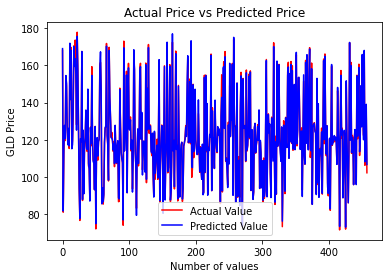 Actual Price vs Predicted Price
180
160
140
120
100
80
GLD Price
Actual Value
Predicted Value
0 100 200 300 400
Number of values